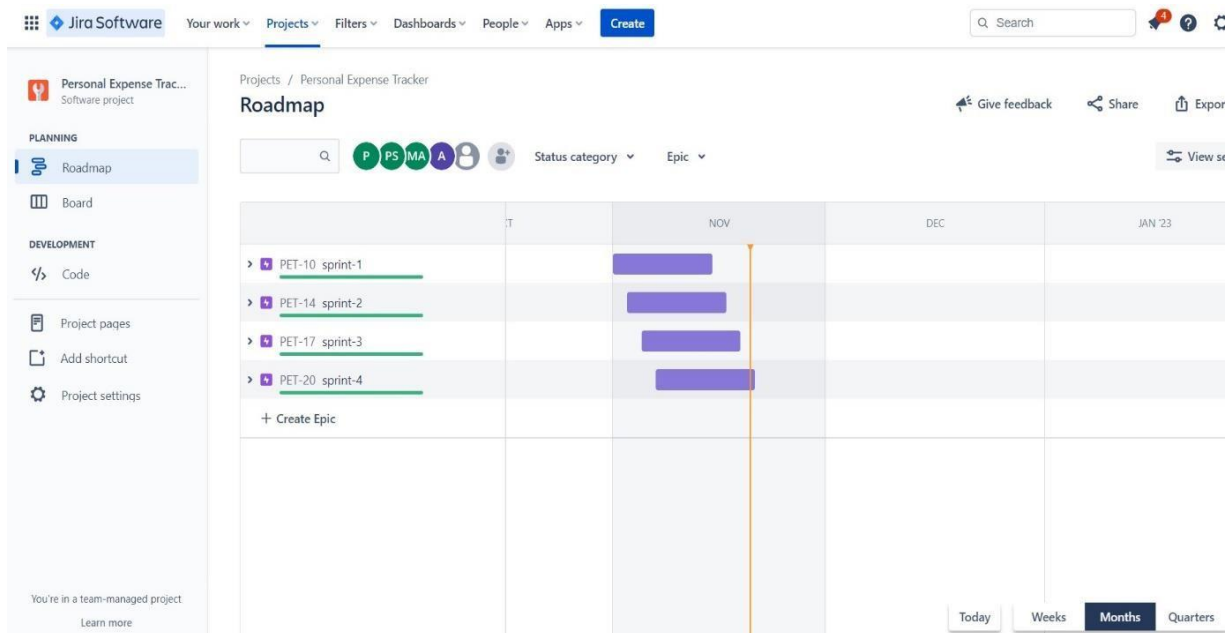 Jira Software Your work Projects Filters Dashboards People Apps Create Search 4
Personal Expense Trac...
Software project
PLANNING
Roadmap
Board
DEVELOPMENT
Code
Project pages
Add shortcut
Project settings
You're in a team-managed project
Learn more
Projects / Personal Expense Tracker
Roadmap
Give feedback Share Expor
P PS MA A Status category Epic View se
CT NOV DEC JAN '23
PET-10 sprint-1
PET-14 sprint-2
PET-17 sprint-3
PET-20 sprint-4
+ Create Epic
Today Weeks Months Quarters